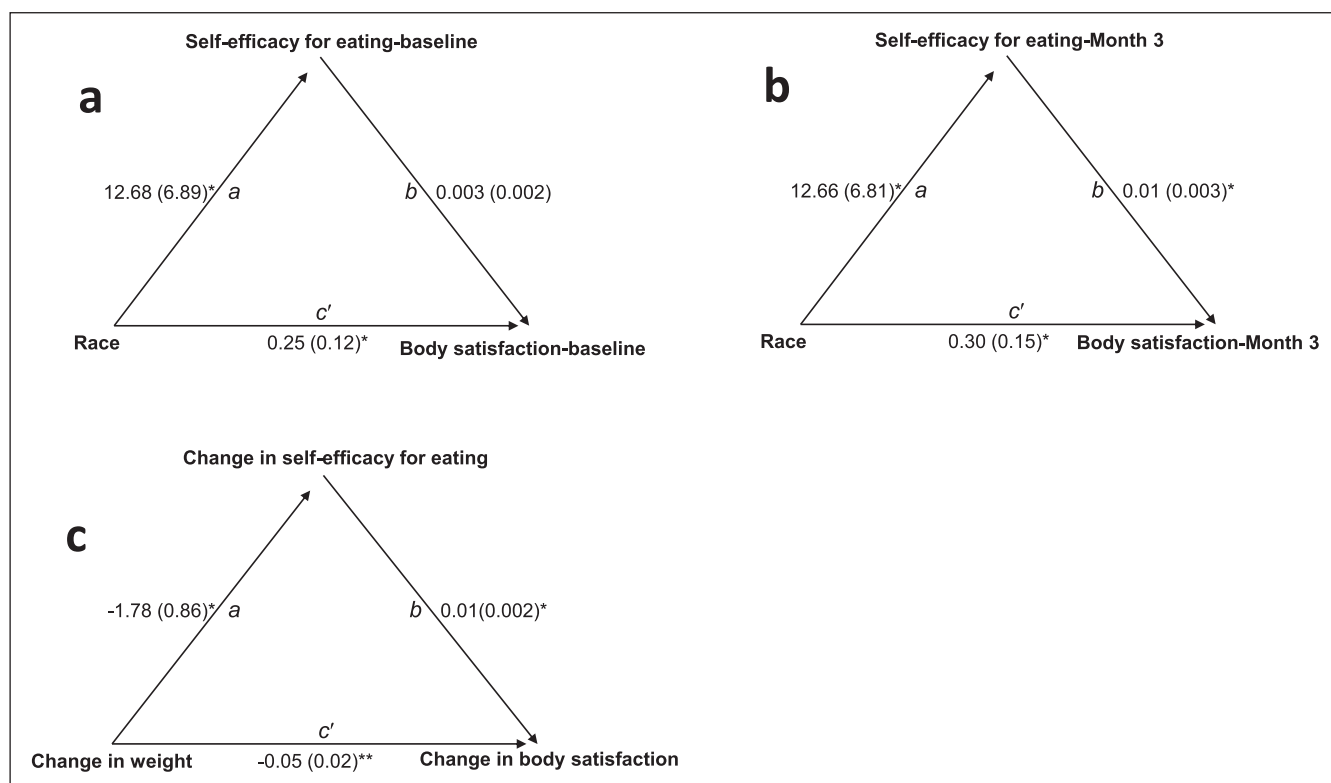 Self-efficacy for eating-baseline
a
12.68 (6.89)*
a
b
0.003 (0.002)
c′
Race
0.25 (0.12)*
Body satisfaction-baseline
Self-efficacy for eating-Month 3
b
12.66 (6.81)*
a
b
0.01 (0.003)*
c′
Race
0.30 (0.15)*
Body satisfaction-Month 3
Change in self-efficacy for eating
c
-1.78 (0.86)*
a
b
0.01(0.002)*
c′
Change in weight
-0.05 (0.02)**
Change in body satisfaction